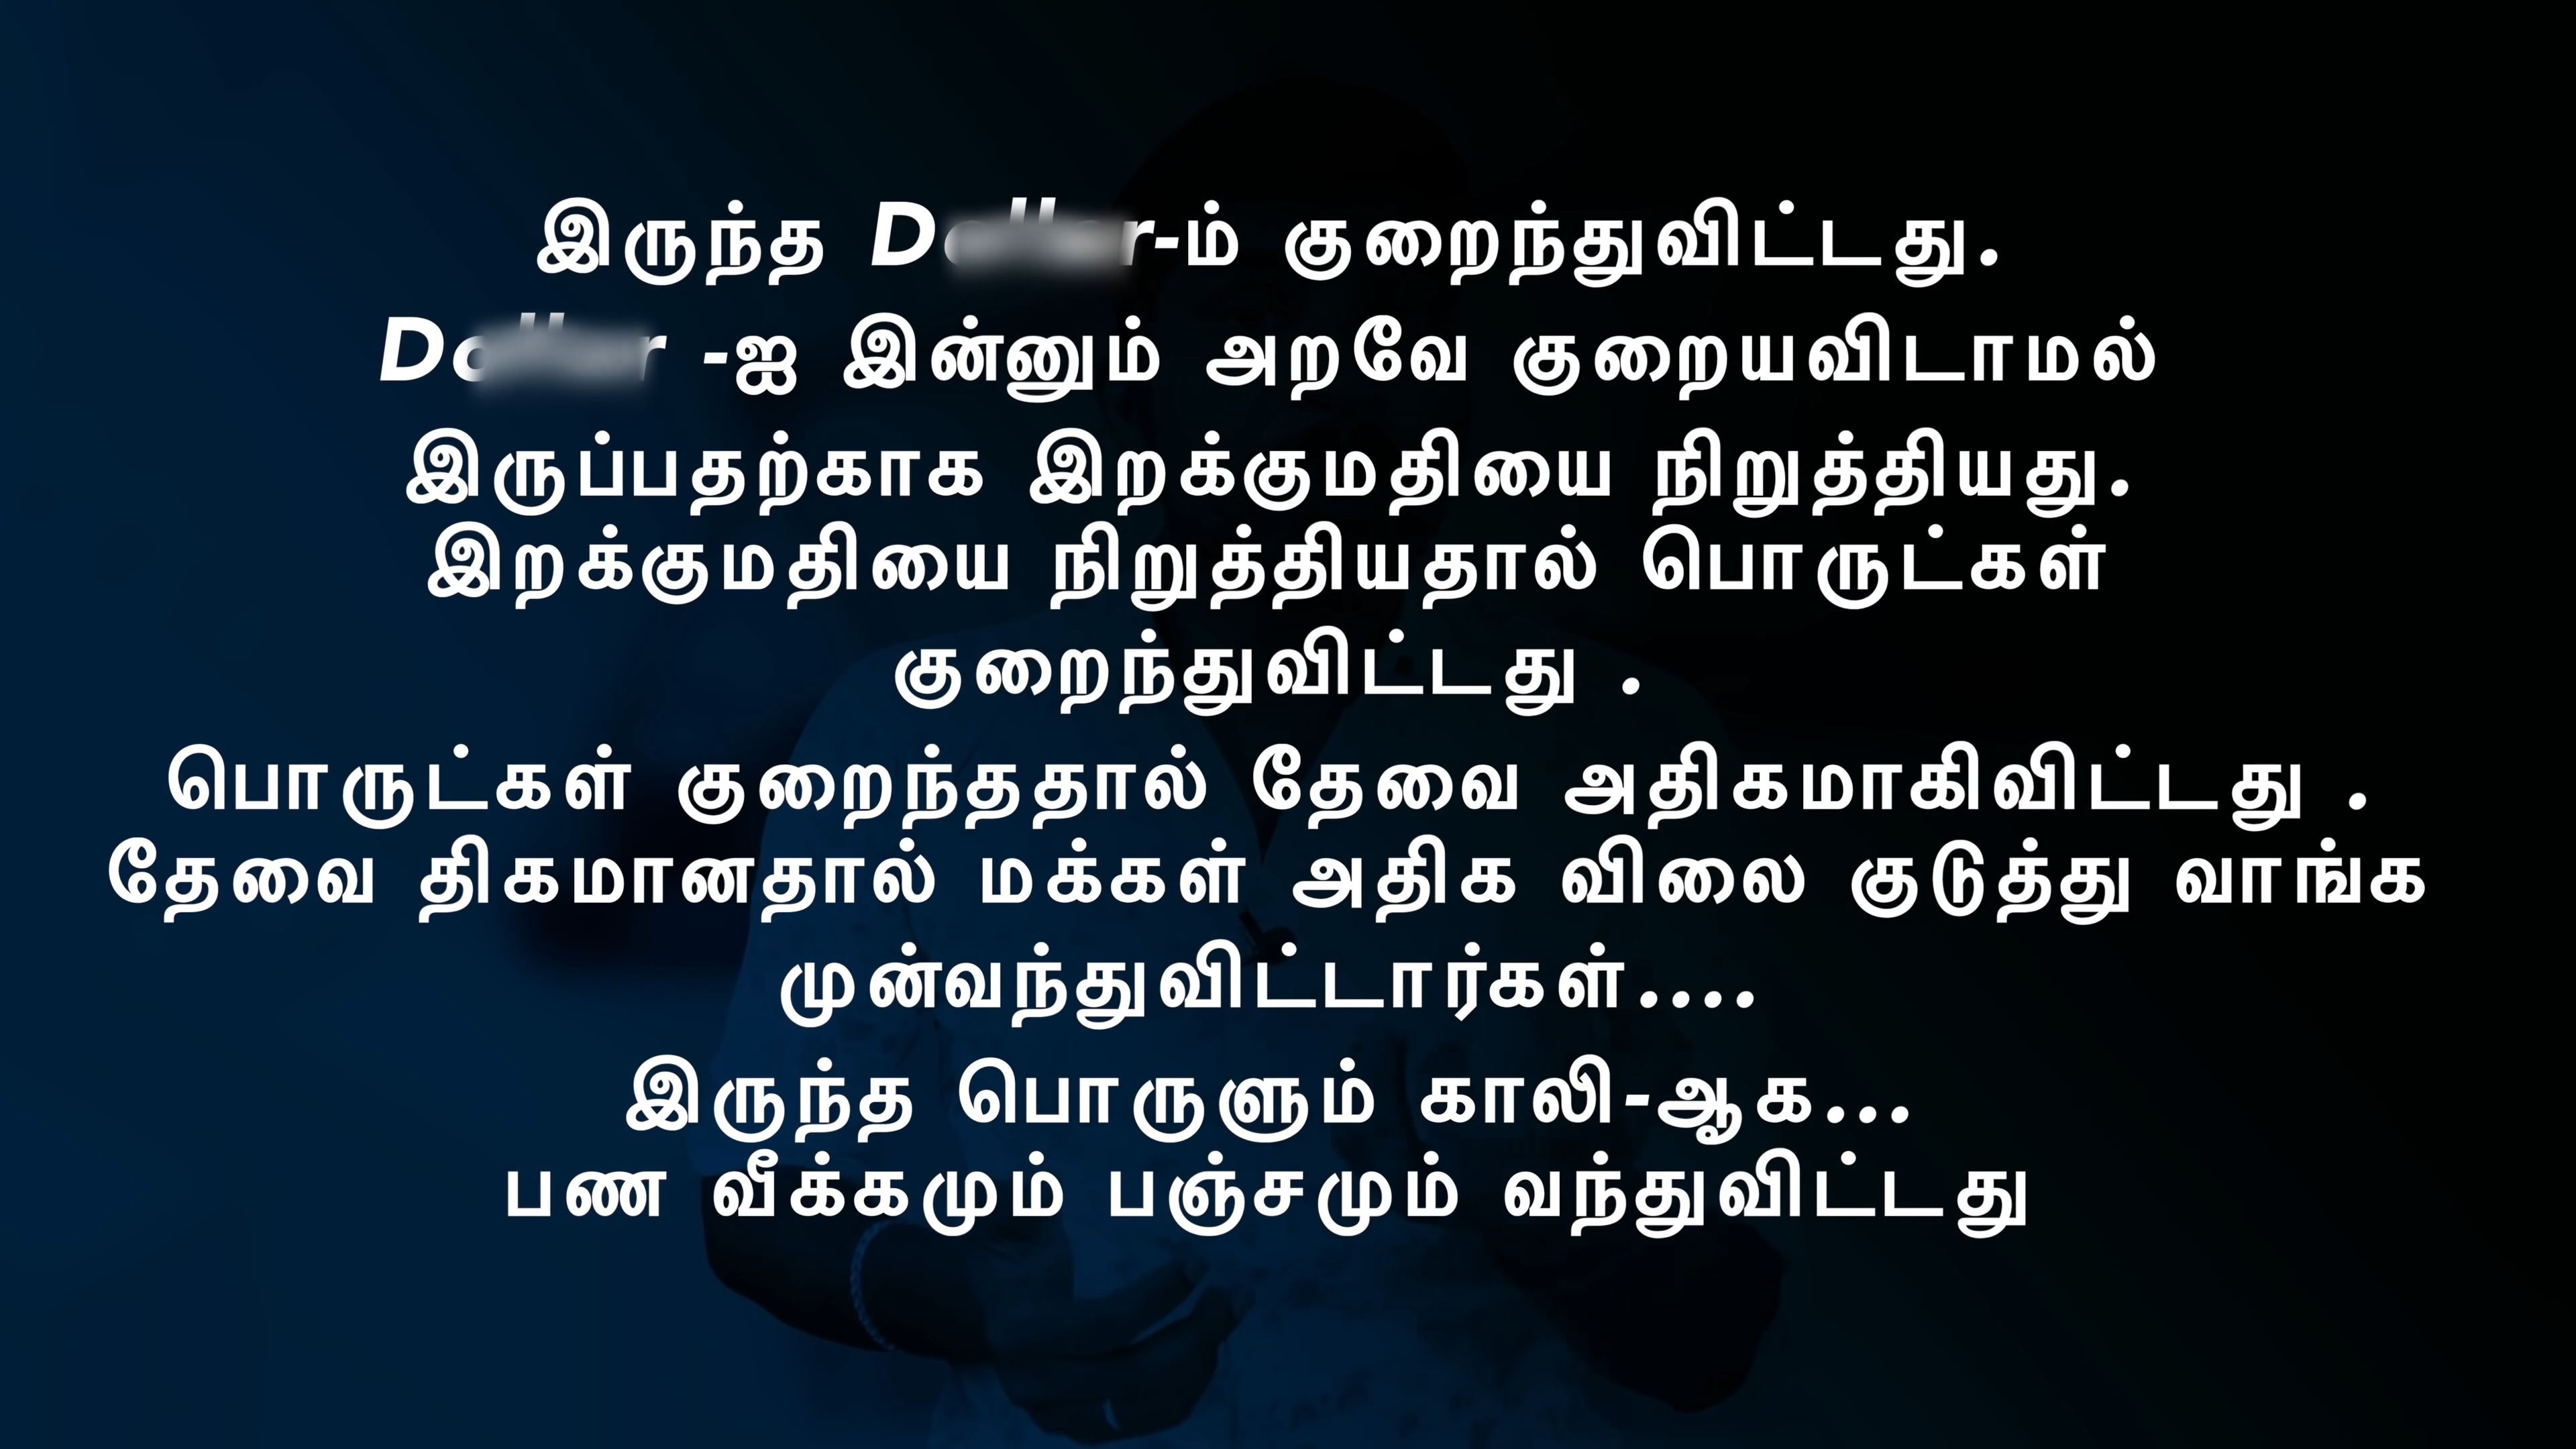 இருந்த Dollar-ம் குறைந்துவிட்டது.
Dollar -ஐ இன்னும் அறவே குறையவிடாமல்
இருப்பதற்காக இறக்குமதியை நிறுத்தியது.
இறக்குமதியை நிறுத்தியதால் பொருட்கள்
குறைந்துவிட்டது .
பொருட்கள் குறைந்ததால் தேவை அதிகமாகிவிட்டது .
தேவை திகமானதால் மக்கள் அதிக விலை குடுத்து வாங்க
முன்வந்துவிட்டார்கள்....
இருந்த பொருளும் காலி-ஆக...
பண வீக்கமும் பஞ்சமும் வந்துவிட்டது